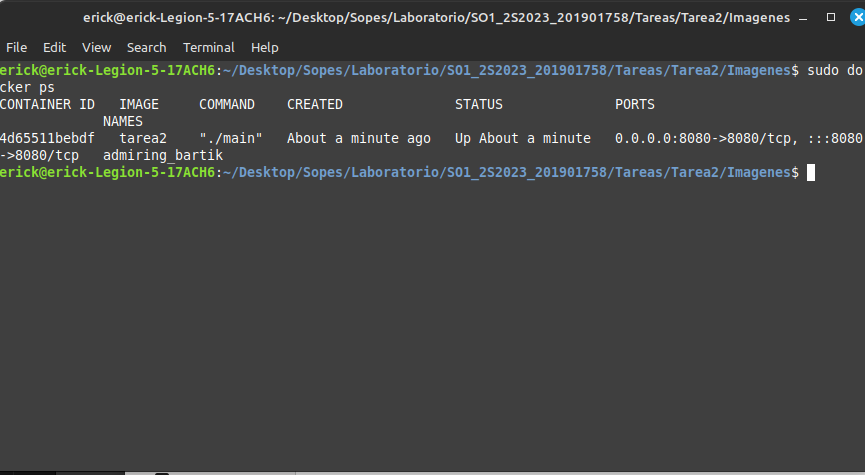 erick@erick-Legion-5-17ACH6: ~/Desktop/Sopes/Laboratorio/SO1_2S2023_201901758/Tareas/Tarea2/Imagenes
File Edit View Search Terminal Help
erick@erick-Legion-5-17ACH6:~/Desktop/Sopes/Laboratorio/SO1_2S2023_201901758/Tareas/Tarea2/Imagenes$ sudo do
cker ps
CONTAINER ID   IMAGE     COMMAND    CREATED              STATUS              PORTS
             NAMES
4d65511bebdf   tarea2    "./main"   About a minute ago   Up About a minute   0.0.0.0:8080->8080/tcp, :::8080
->8080/tcp   admiring_bartik
erick@erick-Legion-5-17ACH6:~/Desktop/Sopes/Laboratorio/SO1_2S2023_201901758/Tareas/Tarea2/Imagenes$